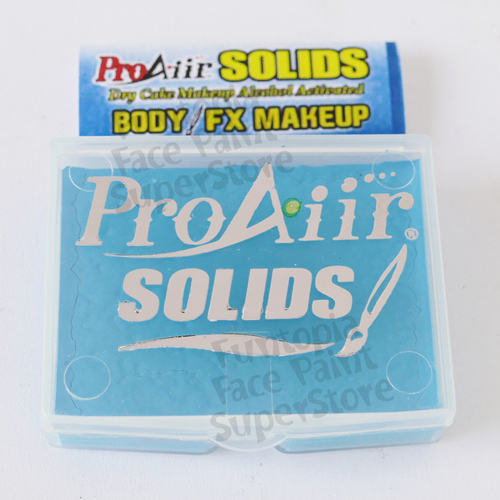 ProAiir SOLIDS
Dry Cake Makeup Alcohol Activated
BODY/FX MAKEUP
Face Paint
SuperStore
ProAiir®
SOLIDS
Funtopia
Face Paint
SuperStore